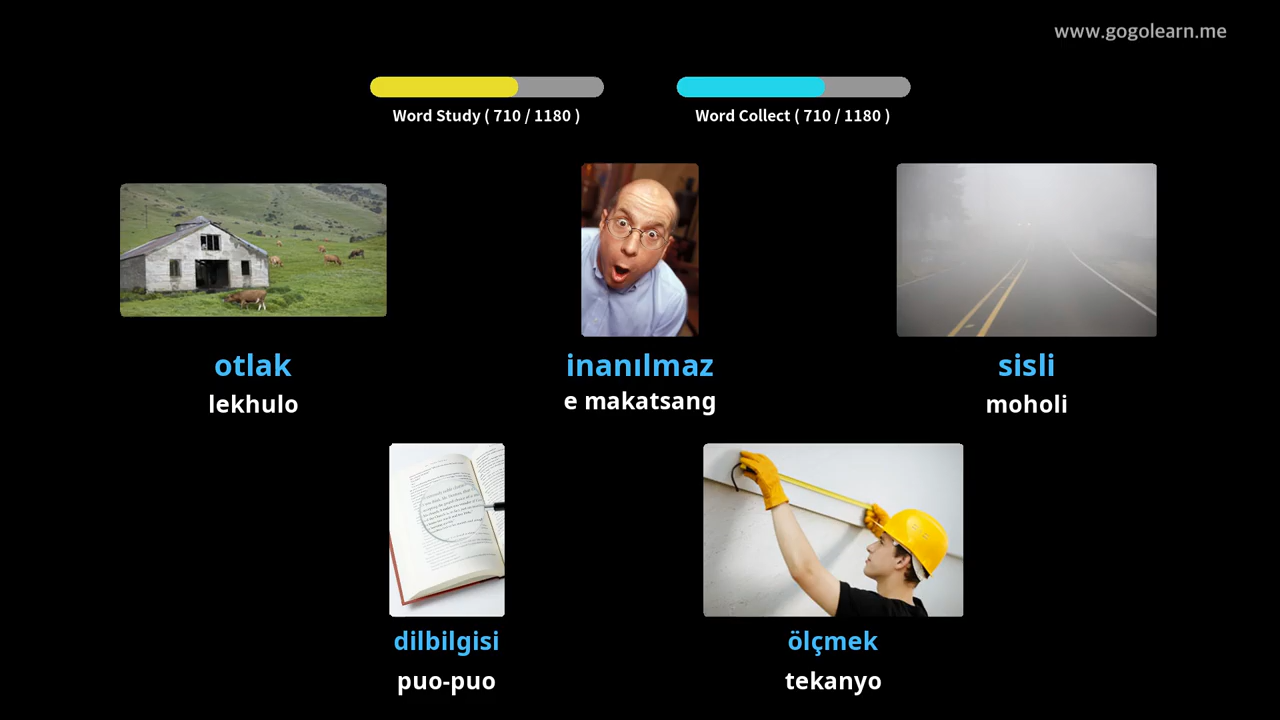 www.gogolearn.me
Word Study ( 710 / 1180 )
Word Collect ( 710 / 1180 )
otlak
lekhulo
inanılmaz
e makatsang
sisli
moholi
dilbilgisi
puo-puo
ölçmek
tekanyo